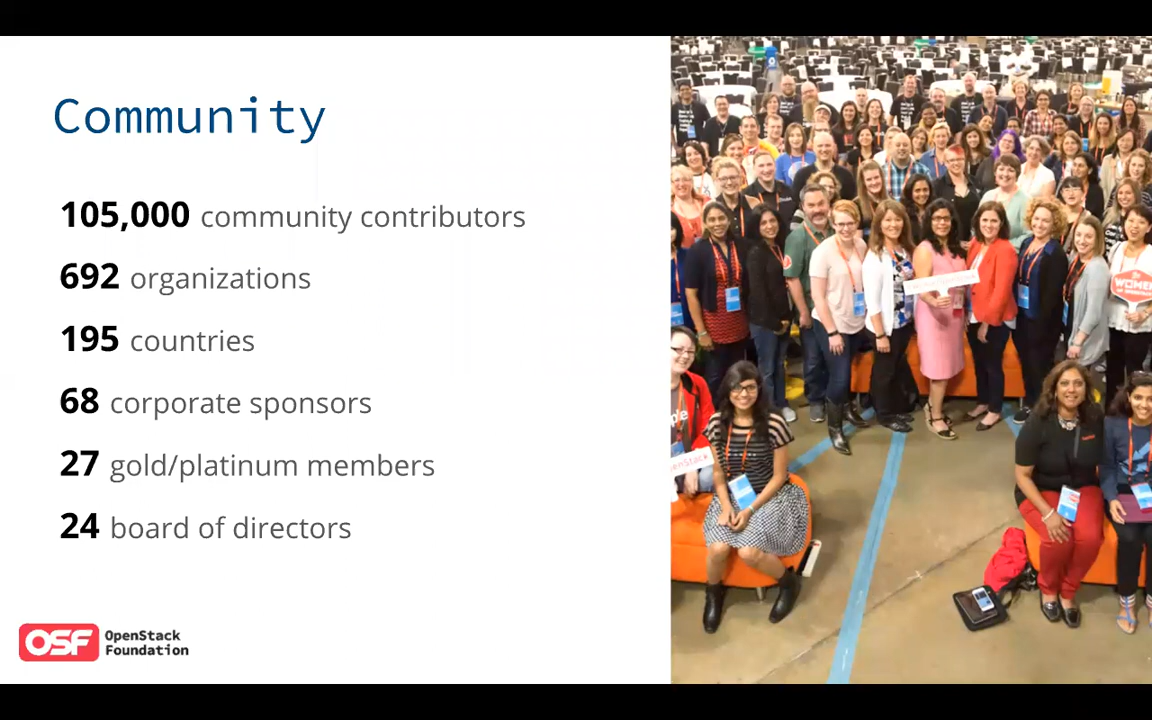 Community
105,000 community contributors
692 organizations
195 countries
68 corporate sponsors
27 gold/platinum members
24 board of directors
OSF OpenStack
Foundation
WOMEN